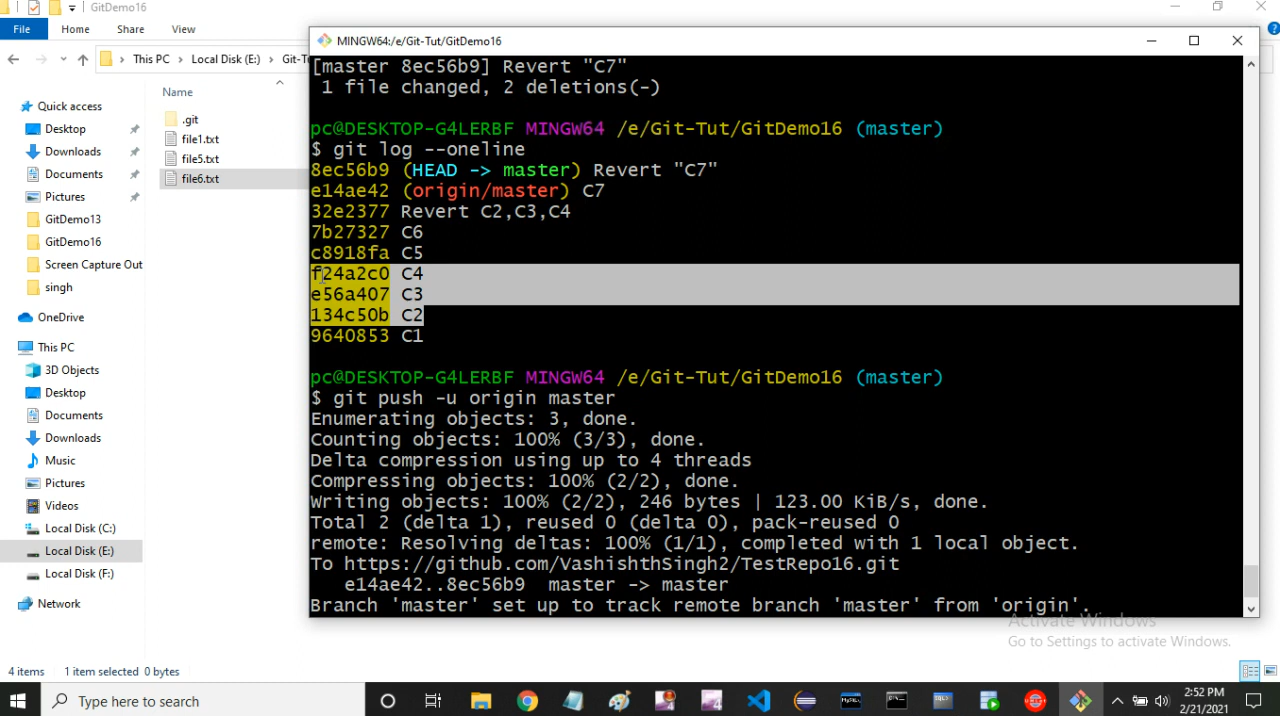 GitDemo16
File Home Share View
This PC Local Disk (E:) Git-T
Name
Quick access
Desktop
Downloads
Documents
Pictures
GitDemo13
GitDemo16
Screen Capture Out
singh
OneDrive
This PC
3D Objects
Desktop
Documents
Downloads
Music
Pictures
Videos
Local Disk (C:)
Local Disk (E:)
Local Disk (F:)
Network
.git
file1.txt
file5.txt
file6.txt
4 items 1 item selected 0 bytes
MINGW64:/e/Git-Tut/GitDemo16
[master 8ec56b9] Revert "C7"
1 file changed, 2 deletions(-)
pc@DESKTOP-G4LERBF MINGW64 /e/Git-Tut/GitDemo16 (master)
$ git log --oneline
8ec56b9 (HEAD -> master) Revert "C7"
e14ae42 (origin/master) C7
32e2377 Revert C2,C3,C4
7b27327 C6
c8918fa C5
f24a2c0 C4
e56a407 C3
134c50b C2
9640853 C1
pc@DESKTOP-G4LERBF MINGW64 /e/Git-Tut/GitDemo16 (master)
$ git push -u origin master
Enumerating objects: 3, done.
Counting objects: 100% (3/3), done.
Delta compression using up to 4 threads
Compressing objects: 100% (2/2), done.
Writing objects: 100% (2/2), 246 bytes | 123.00 KiB/s, done.
Total 2 (delta 1), reused 0 (delta 0), pack-reused 0
remote: Resolving deltas: 100% (1/1), completed with 1 local object.
To https://github.com/VashishthSingh2/TestRepo16.git
e14ae42..8ec56b9 master -> master
Branch 'master' set up to track remote branch 'master' from 'origin'.
Activate Windows
Go to Settings to activate Windows.
Type here to search
2:52 PM
2/21/2021